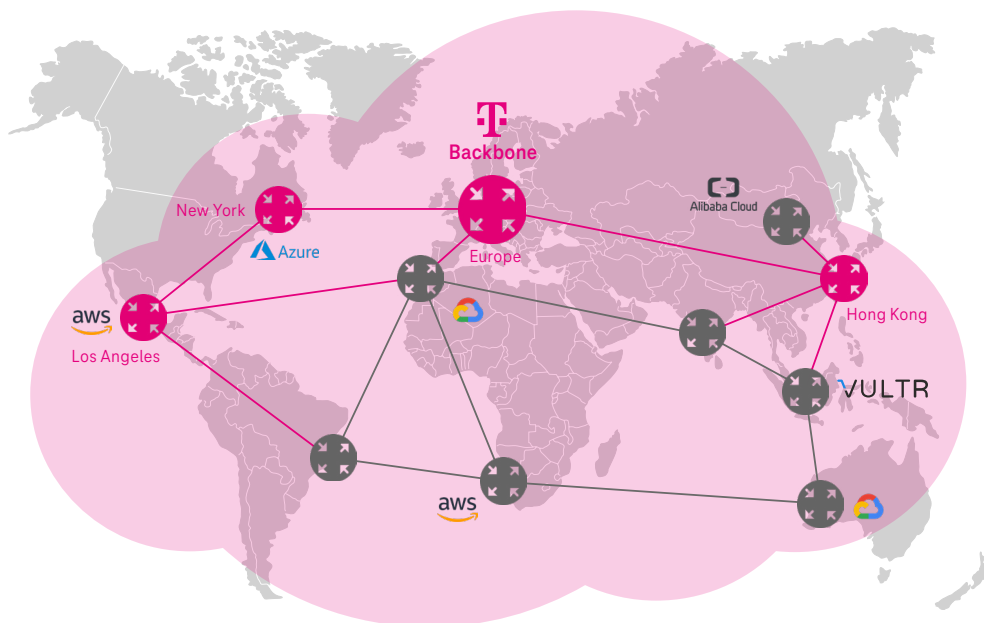 T
Backbone
Alibaba Cloud
New York
Azure
Europe
aws
Los Angeles
Hong Kong
VULTR
aws